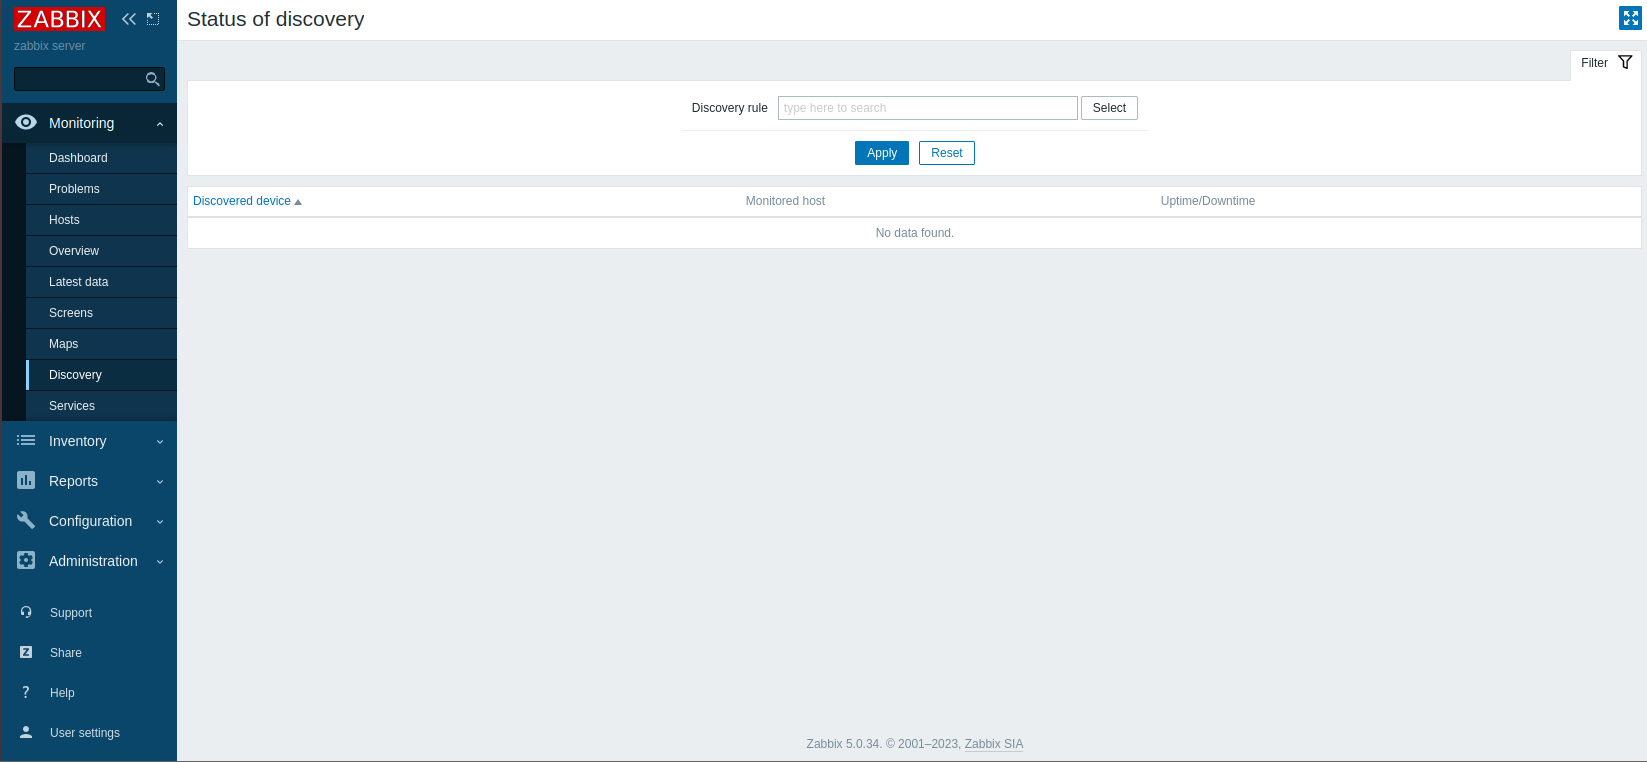 ZABBIX
zabbix server
Monitoring
Dashboard
Problems
Hosts
Overview
Latest data
Screens
Maps
Discovery
Services
Inventory
Reports
Configuration
Administration
Support
Z Share
? Help
User settings
Status of discovery
Filter
Discovery rule type here to search Select
Apply Reset
Discovered device Monitored host Uptime/Downtime
No data found.
Zabbix 5.0.34. © 2001–2023, Zabbix SIA